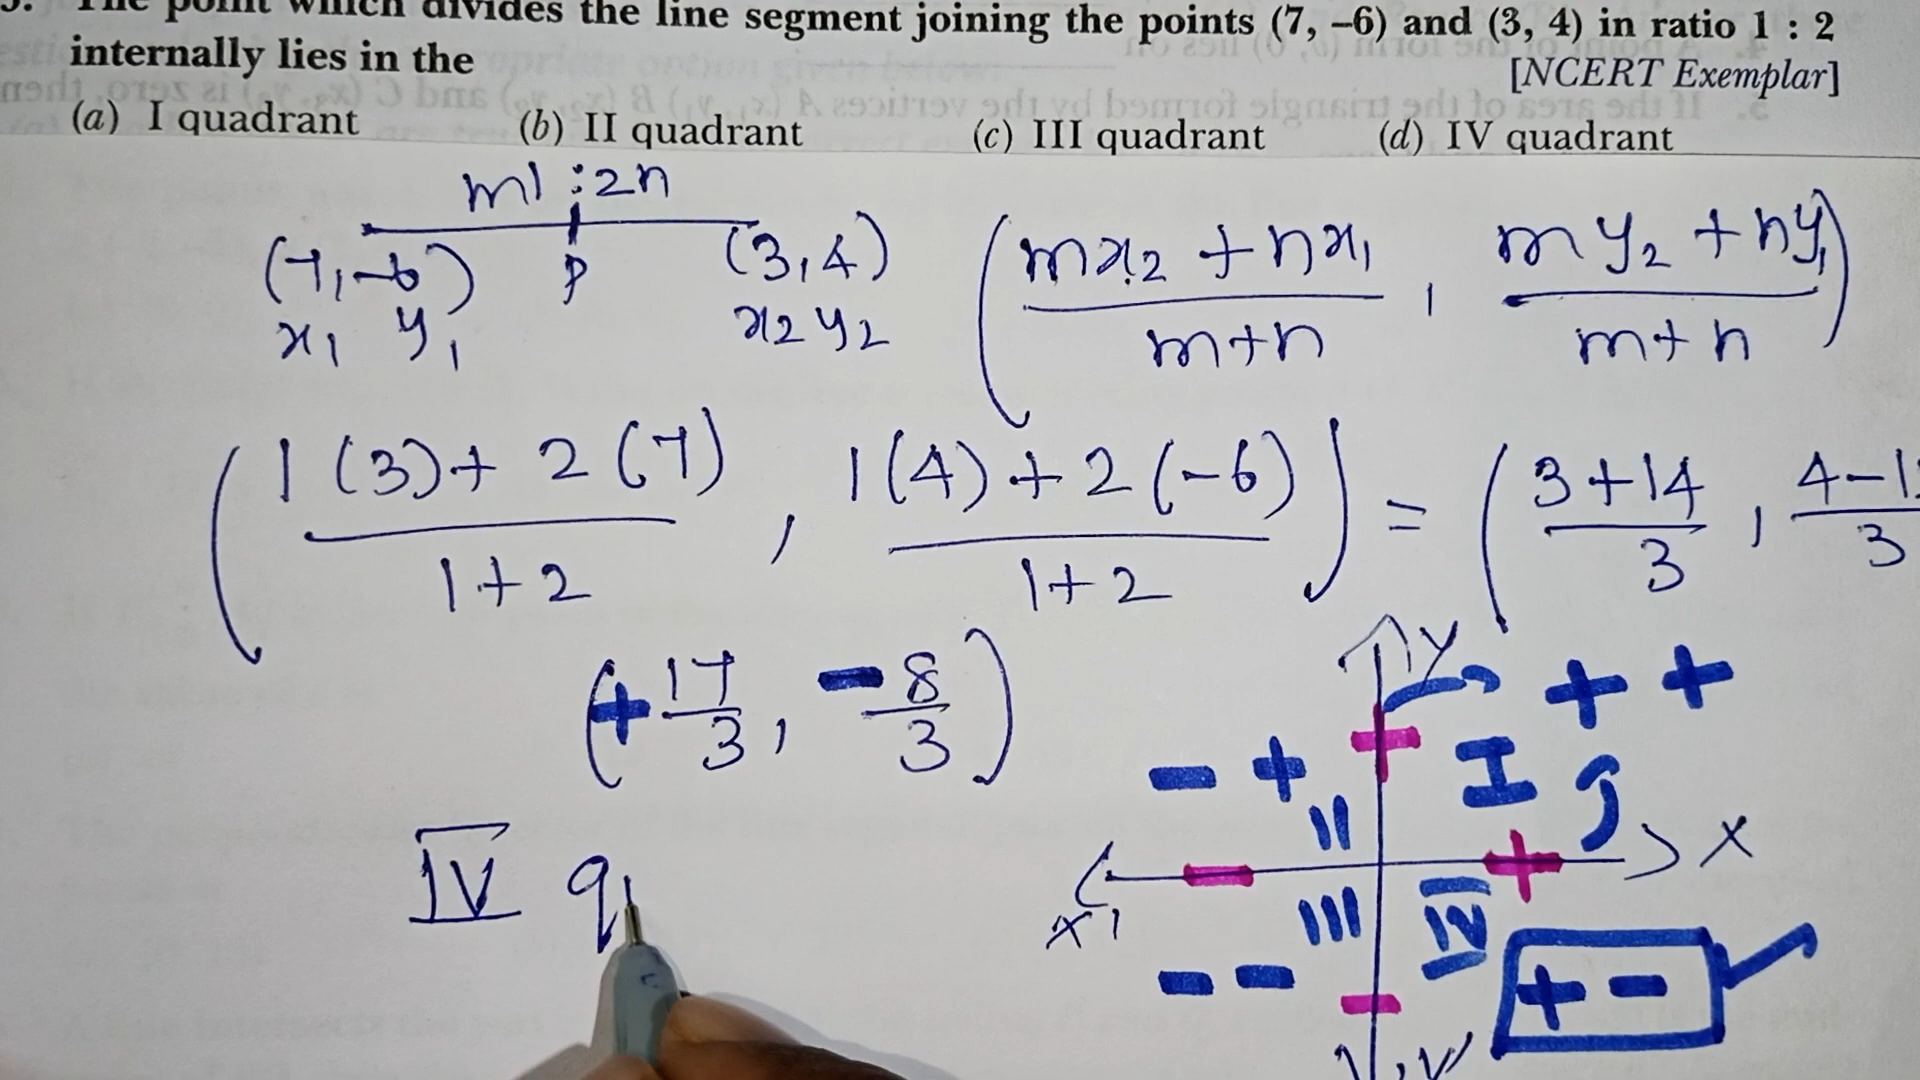 The point which divides the line segment joining the points (7, –6) and (3, 4) in ratio 1 : 2
internally lies in the
[NCERT Exemplar]
(a) I quadrant (b) II quadrant (c) III quadrant (d) IV quadrant
m1 : 2n
(7, -6) P (3, 4)
x1 y1 x2 y2
(mx2 + nx1 / m+n , my2 + ny1 / m+n)
(1(3) + 2(7) / 1+2 , 1(4) + 2(-6) / 1+2) = (3+14 / 3 , 4-12 / 3
(+17/3, -8/3)
IV q
y
+ +
- + II I
x' x
III IV
- - + -